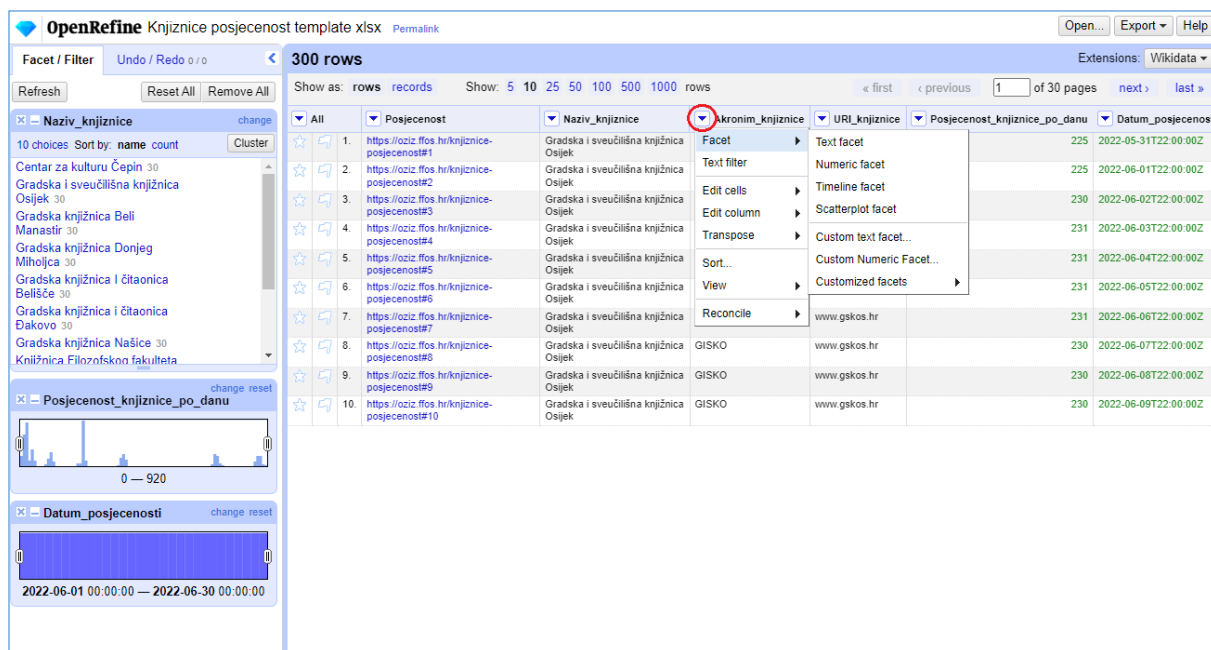 OpenRefine Knjiznice posjecenost template xlsx Permalink Open... Export Help
Facet / Filter Undo / Redo 0 / 0 300 rows Extensions: Wikidata
Refresh Reset All Remove All Show as: rows records Show: 5 10 25 50 100 500 1000 rows « first ‹ previous 1 of 30 pages next › last »
Naziv_knjiznice change
10 choices Sort by: name count Cluster
Centar za kulturu Čepin 30
Gradska i sveučilišna knjižnica
Osijek 30
Gradska knjižnica Beli
Manastir 30
Gradska knjižnica Donjeg
Miholjca 30
Gradska knjižnica I čitaonica
Belišče 30
Gradska knjižnica i čitaonica
Đakovo 30
Gradska knjižnica Našice 30
Knjižnica Filozofskog fakulteta
Posjecenost_knjiznice_po_danu change reset
0 — 920
Datum_posjecenosti change reset
2022-06-01 00:00:00 — 2022-06-30 00:00:00
All Posjecenost Naziv_knjiznice Akronim_knjiznice URI_knjiznice Posjecenost_knjiznice_po_danu Datum_posjecenos
1. https://oziz.ffos.hr/knjiznice- Gradska i sveučilišna knjižnica 225 2022-05-31T22:00:00Z
posjecenost#1 Osijek
2. https://oziz.ffos.hr/knjiznice- Gradska i sveučilišna knjižnica 225 2022-06-01T22:00:00Z
posjecenost#2 Osijek
3. https://oziz.ffos.hr/knjiznice- Gradska i sveučilišna knjižnica 230 2022-06-02T22:00:00Z
posjecenost#3 Osijek
4. https://oziz.ffos.hr/knjiznice- Gradska i sveučilišna knjižnica 231 2022-06-03T22:00:00Z
posjecenost#4 Osijek
5. https://oziz.ffos.hr/knjiznice- Gradska i sveučilišna knjižnica 231 2022-06-04T22:00:00Z
posjecenost#5 Osijek
6. https://oziz.ffos.hr/knjiznice- Gradska i sveučilišna knjižnica 231 2022-06-05T22:00:00Z
posjecenost#6 Osijek
7. https://oziz.ffos.hr/knjiznice- Gradska i sveučilišna knjižnica www.gskos.hr 231 2022-06-06T22:00:00Z
posjecenost#7 Osijek
8. https://oziz.ffos.hr/knjiznice- Gradska i sveučilišna knjižnica GISKO www.gskos.hr 230 2022-06-07T22:00:00Z
posjecenost#8 Osijek
9. https://oziz.ffos.hr/knjiznice- Gradska i sveučilišna knjižnica GISKO www.gskos.hr 230 2022-06-08T22:00:00Z
posjecenost#9 Osijek
10. https://oziz.ffos.hr/knjiznice- Gradska i sveučilišna knjižnica GISKO www.gskos.hr 230 2022-06-09T22:00:00Z
posjecenost#10 Osijek
Facet
Text filter
Edit cells
Edit column
Transpose
Sort...
View
Reconcile
Text facet
Numeric facet
Timeline facet
Scatterplot facet
Custom text facet...
Custom Numeric Facet...
Customized facets